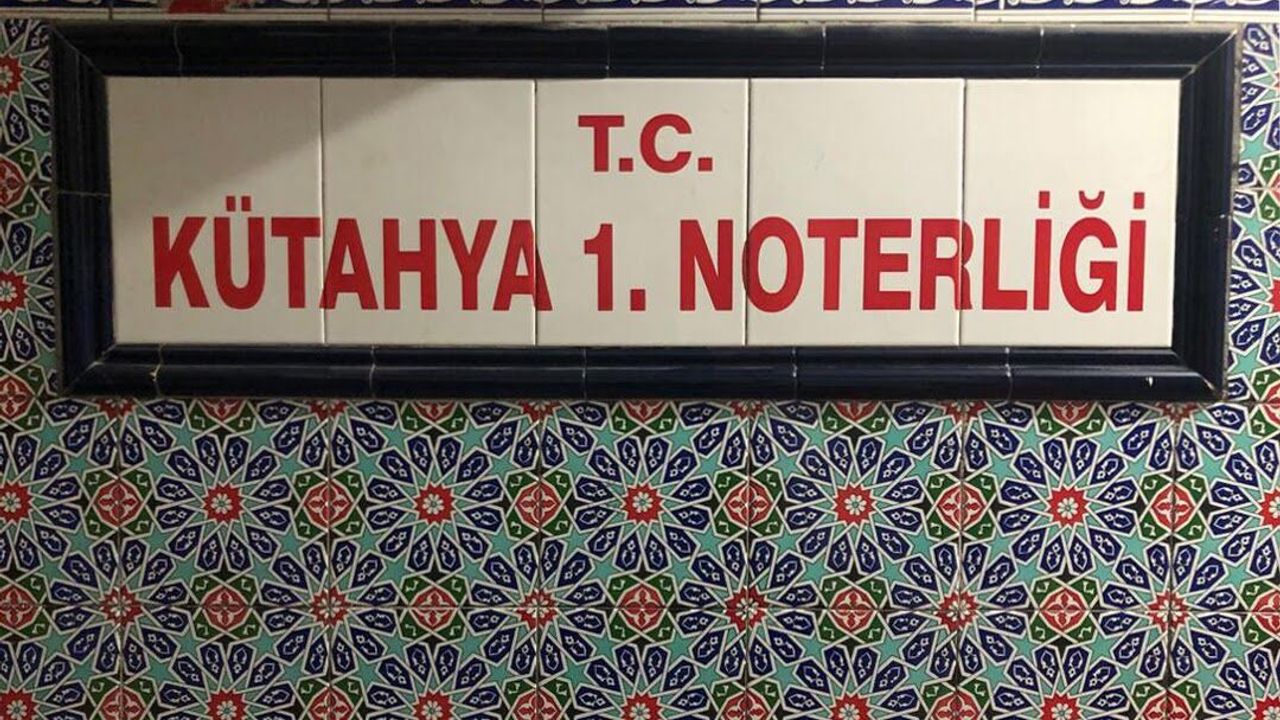 T.C.
KÜTAHYA 1. NOTERLİĞİ